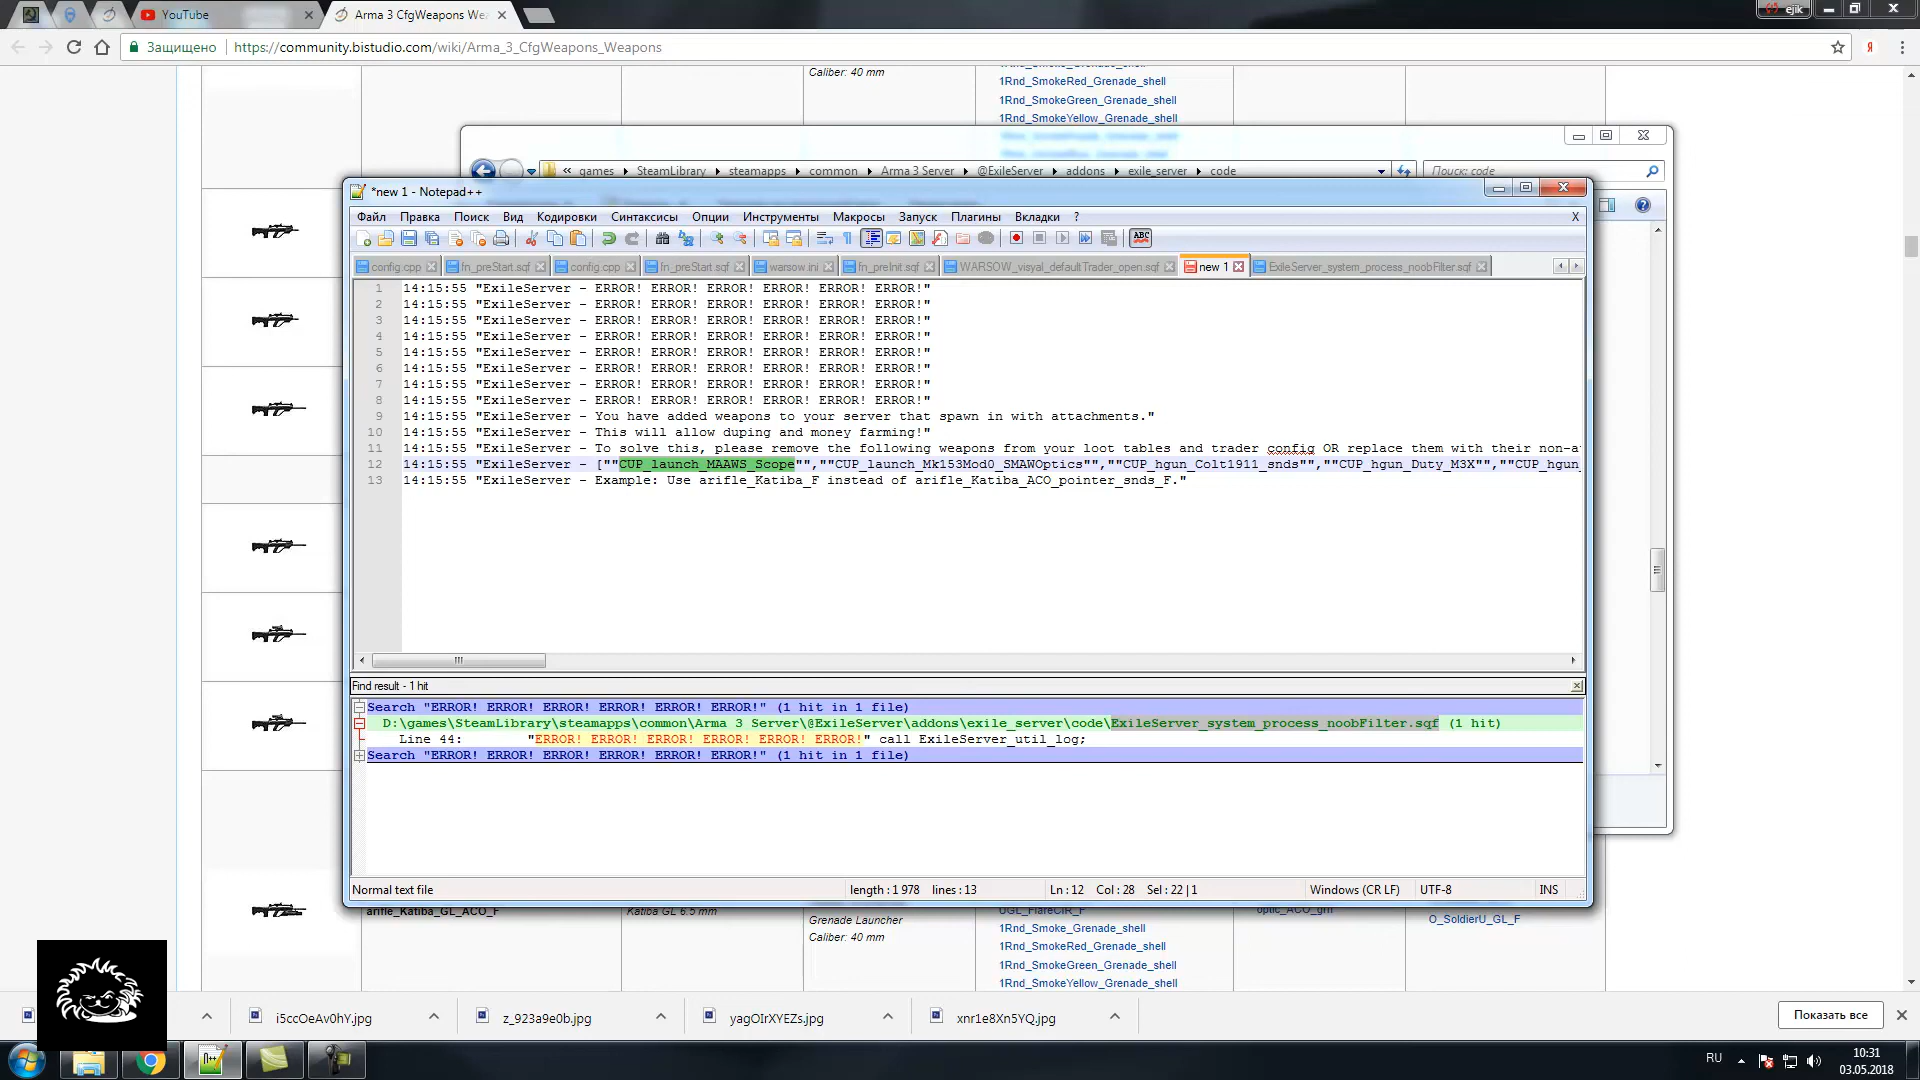 YouTube
Arma 3 CfgWeapons We
ejik
Защищено
https://community.bistudio.com/wiki/Arma_3_CfgWeapons_Weapons
Caliber: 40 mm
1Rnd_SmokeRed_Grenade_shell
1Rnd_SmokeGreen_Grenade_shell
1Rnd_SmokeYellow_Grenade_shell
« games SteamLibrary steamapps common Arma 3 Server @ExileServer addons exile_server code
Поиск: code
*new 1 - Notepad++
Файл Правка Поиск Вид Кодировки Синтаксисы Опции Инструменты Макросы Запуск Плагины Вкладки ? X
config.cpp fn_preStart.sqf config.cpp fn_preStart.sqf warsow.ini fn_preInit.sqf WARSOW_visyal_defaultTrader_open.sqf new 1 ExileServer_system_process_noobFilter.sqf
1 14:15:55 "ExileServer - ERROR! ERROR! ERROR! ERROR! ERROR! ERROR!"
2 14:15:55 "ExileServer - ERROR! ERROR! ERROR! ERROR! ERROR! ERROR!"
3 14:15:55 "ExileServer - ERROR! ERROR! ERROR! ERROR! ERROR! ERROR!"
4 14:15:55 "ExileServer - ERROR! ERROR! ERROR! ERROR! ERROR! ERROR!"
5 14:15:55 "ExileServer - ERROR! ERROR! ERROR! ERROR! ERROR! ERROR!"
6 14:15:55 "ExileServer - ERROR! ERROR! ERROR! ERROR! ERROR! ERROR!"
7 14:15:55 "ExileServer - ERROR! ERROR! ERROR! ERROR! ERROR! ERROR!"
8 14:15:55 "ExileServer - ERROR! ERROR! ERROR! ERROR! ERROR! ERROR!"
9 14:15:55 "ExileServer - You have added weapons to your server that spawn in with attachments."
10 14:15:55 "ExileServer - This will allow duping and money farming!"
11 14:15:55 "ExileServer - To solve this, please remove the following weapons from your loot tables and trader config OR replace them with their non-a
12 14:15:55 "ExileServer - [""CUP_launch_MAAWS_Scope"",""CUP_launch_Mk153Mod0_SMAWOptics"",""CUP_hgun_Colt1911_snds"",""CUP_hgun_Duty_M3X"",""CUP_hgun_
13 14:15:55 "ExileServer - Example: Use arifle_Katiba_F instead of arifle_Katiba_ACO_pointer_snds_F."
Find result - 1 hit
Search "ERROR! ERROR! ERROR! ERROR! ERROR! ERROR!" (1 hit in 1 file)
D:\games\SteamLibrary\steamapps\common\Arma 3 Server\@ExileServer\addons\exile_server\code\ExileServer_system_process_noobFilter.sqf (1 hit)
Line 44: "ERROR! ERROR! ERROR! ERROR! ERROR! ERROR!" call ExileServer_util_log;
Search "ERROR! ERROR! ERROR! ERROR! ERROR! ERROR!" (1 hit in 1 file)
Normal text file length : 1 978 lines : 13 Ln : 12 Col : 28 Sel : 22 | 1 Windows (CR LF) UTF-8 INS
arifle_Katiba_GL_ACO_F
Katiba GL 6.5 mm
Grenade Launcher
Caliber: 40 mm
UGL_FlareCIR_F
1Rnd_Smoke_Grenade_shell
1Rnd_SmokeRed_Grenade_shell
1Rnd_SmokeGreen_Grenade_shell
1Rnd_SmokeYellow_Grenade_shell
optic_ACO_grn
O_SoldierU_GL_F
i5ccOeAv0hY.jpg
z_923a9e0b.jpg
yagOIrXYEZs.jpg
xnr1e8Xn5YQ.jpg
Показать все
RU
10:31
03.05.2018